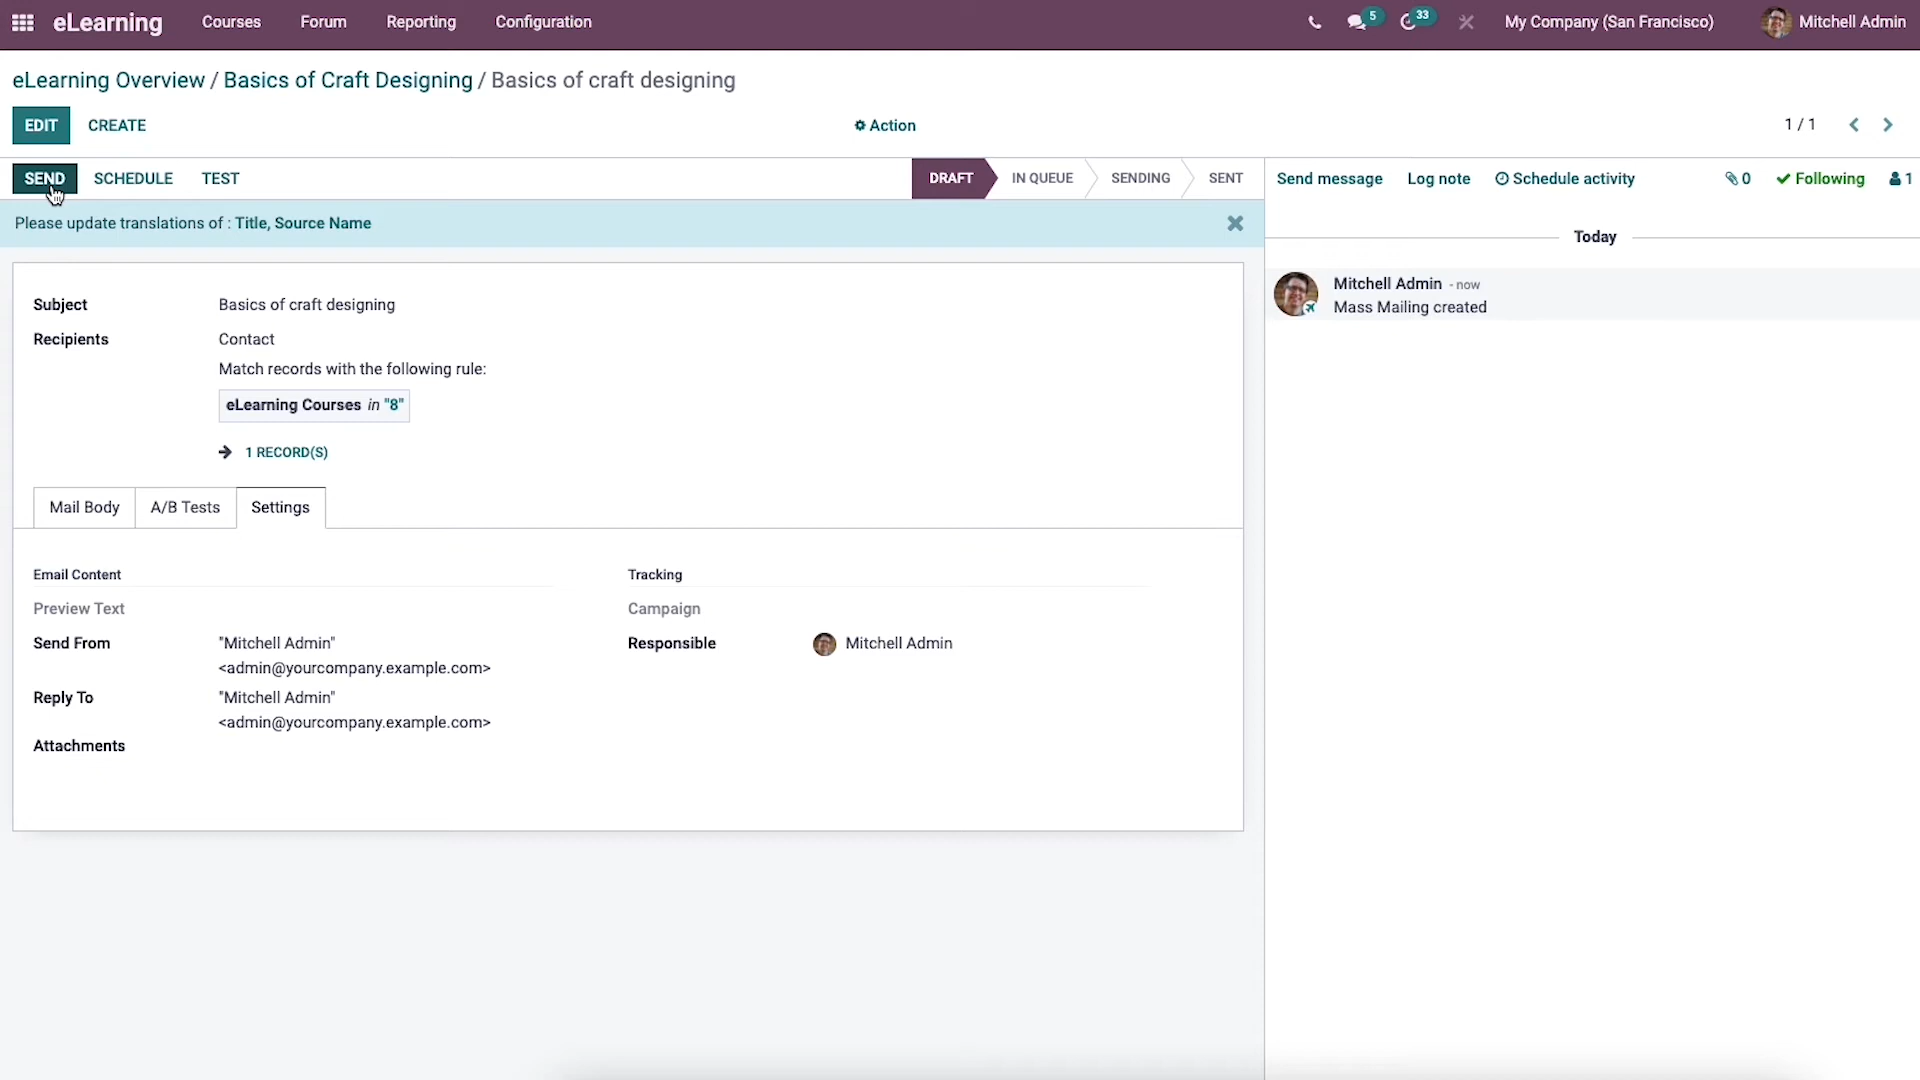 eLearning Courses Forum Reporting Configuration 5 33 My Company (San Francisco) Mitchell Admin
eLearning Overview / Basics of Craft Designing / Basics of craft designing
EDIT CREATE Action 1 / 1
SEND SCHEDULE TEST DRAFT IN QUEUE SENDING SENT Send message Log note Schedule activity 0 Following 1
Please update translations of : Title, Source Name
Today
Mitchell Admin - now
Mass Mailing created
Subject Basics of craft designing
Recipients Contact
Match records with the following rule:
eLearning Courses in "8"
1 RECORD(S)
Mail Body A/B Tests Settings
Email Content Tracking
Preview Text Campaign
Send From "Mitchell Admin" Responsible Mitchell Admin
<admin@yourcompany.example.com>
Reply To "Mitchell Admin"
<admin@yourcompany.example.com>
Attachments